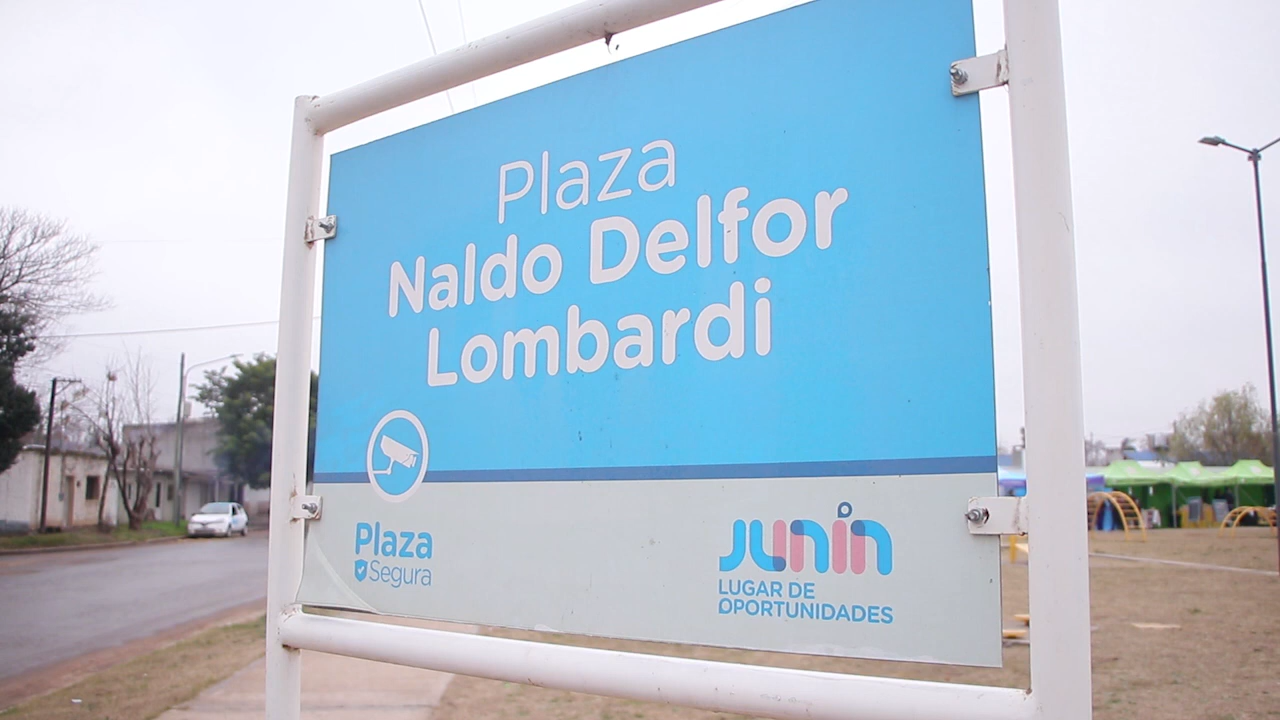 Plaza
Naldo Delfor
Lombardi
Plaza
Segura
JUNIN
LUGAR DE
OPORTUNIDADES